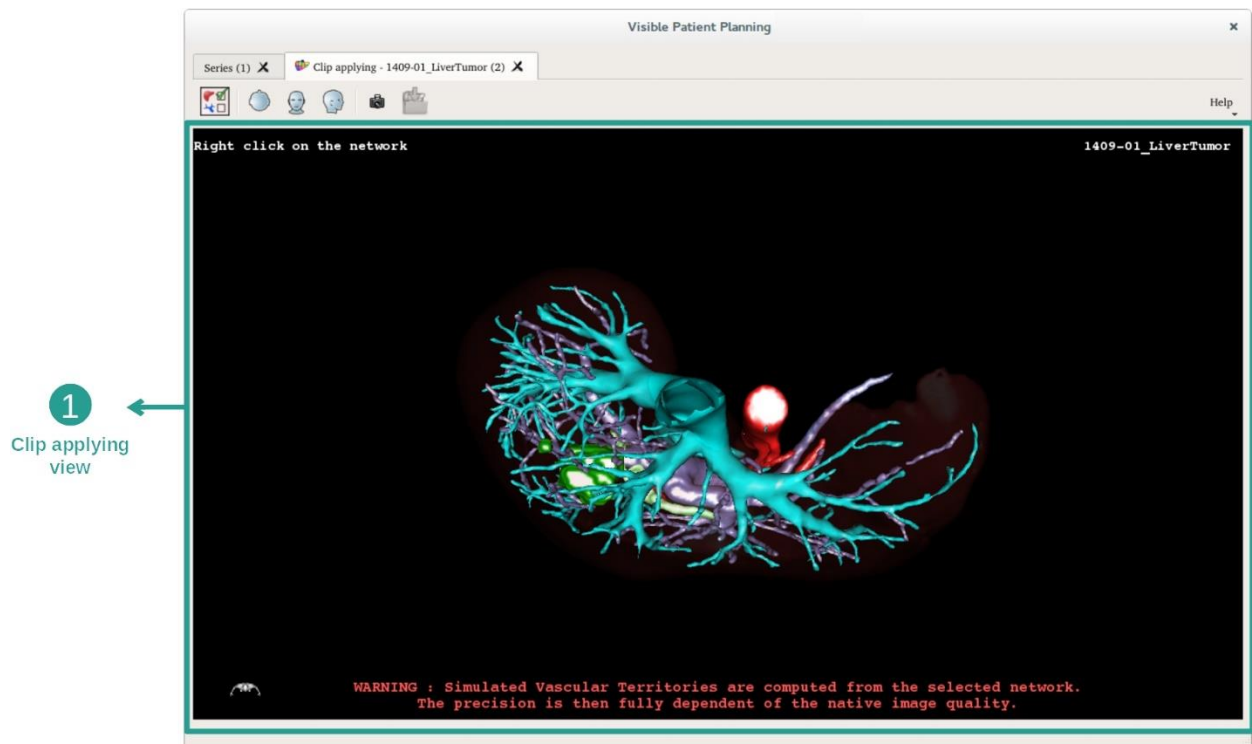 Visible Patient Planning
Series (1)
Clip applying - 1409-01_LiverTumor (2)
Help
Right click on the network
1409-01_LiverTumor
1
Clip applying
view
WARNING : Simulated Vascular Territories are computed from the selected network.
The precision is then fully dependent of the native image quality.